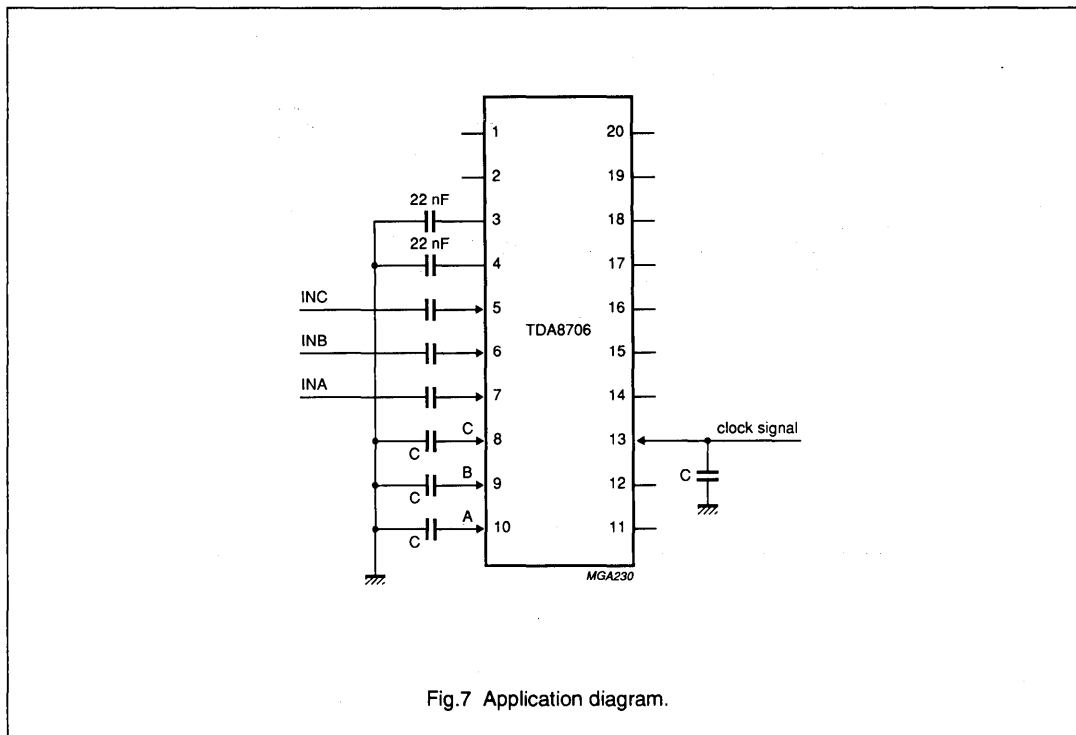 1 20
2 19
22 nF
3 18
22 nF
4 17
INC
5 16
TDA8706
INB
6 15
INA
7 14
C
8 13
clock signal
C
C
B
9 12
C
A
10 11
C
MGA230
Fig.7 Application diagram.